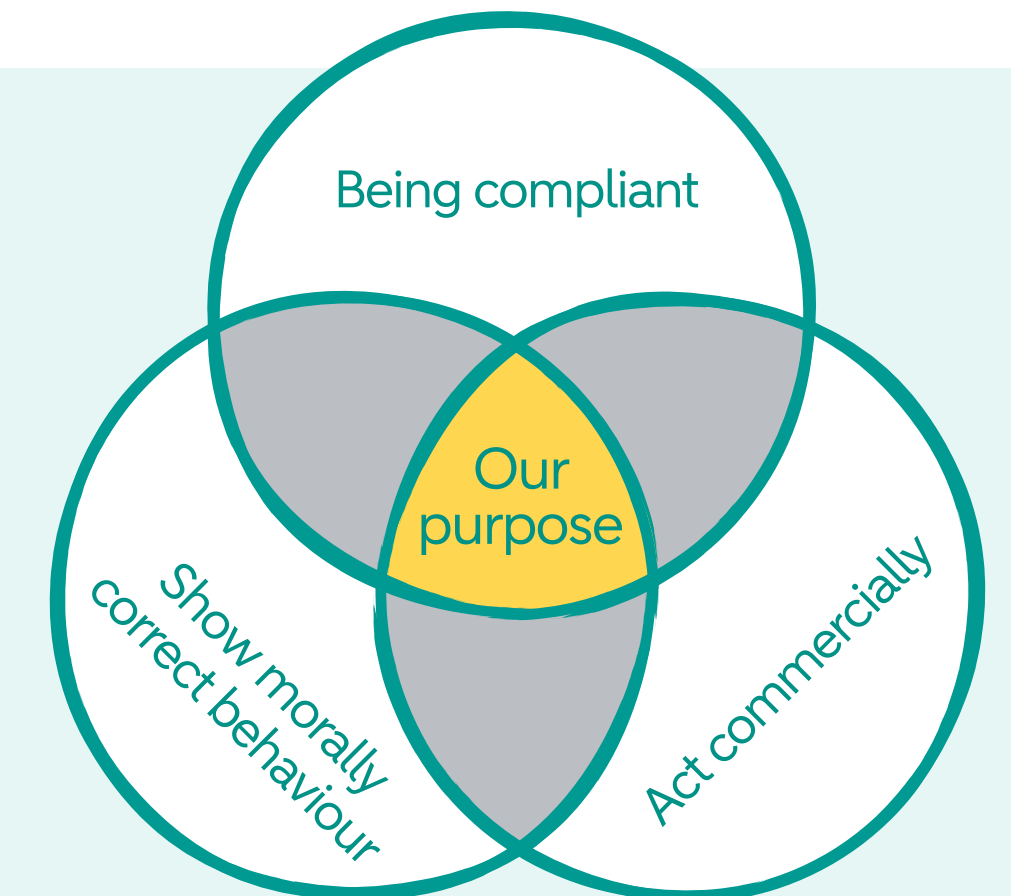 Being compliant
Our
purpose
Show morally
correct behaviour
Act commercially